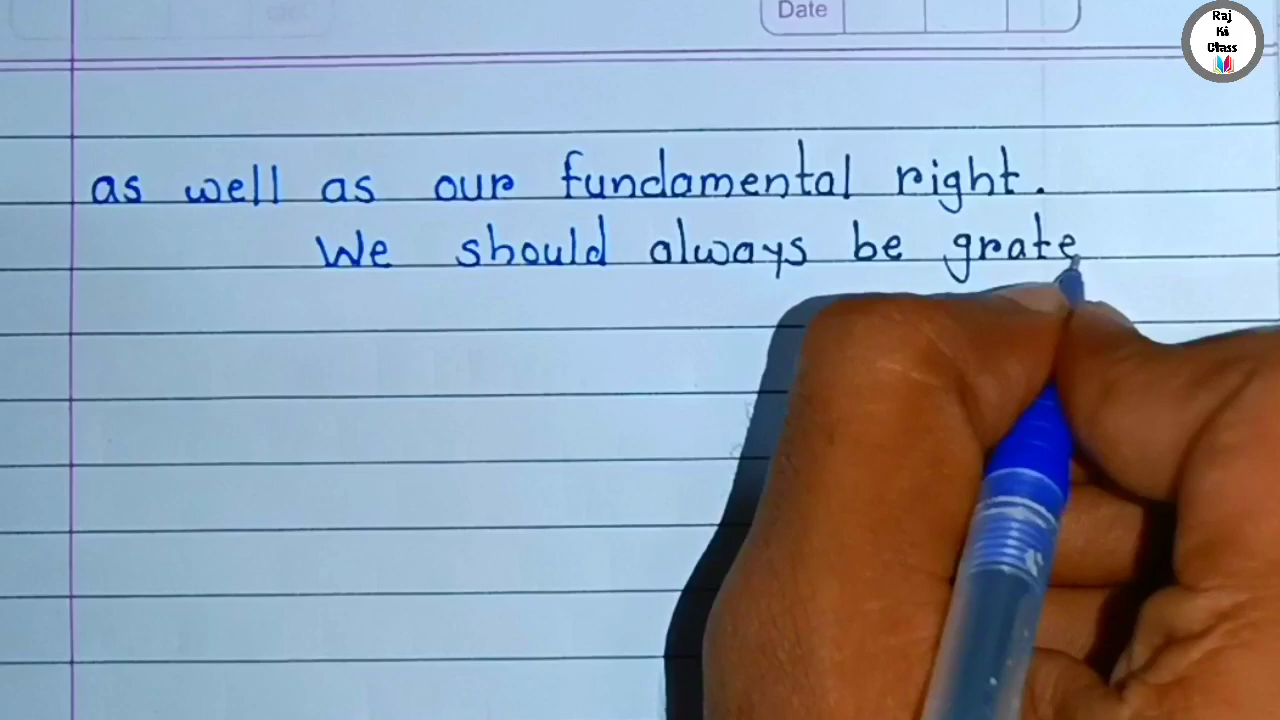 Date
Raj
Ki
Class
as well as our fundamental right.
We should always be grate